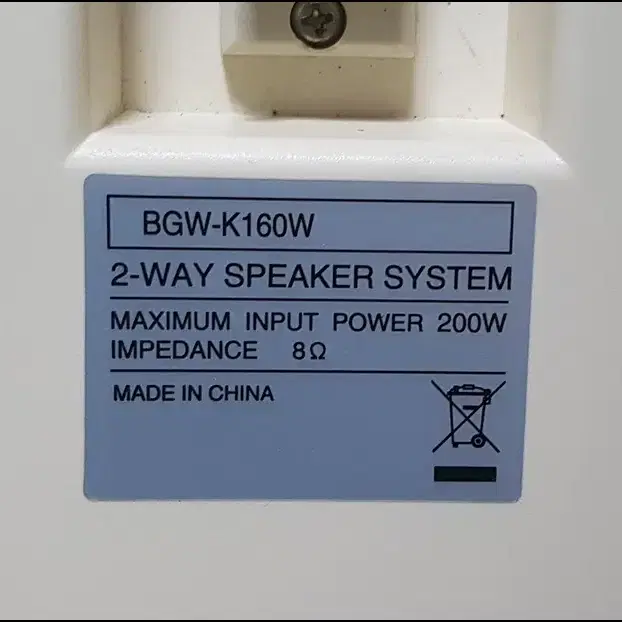 BGW-K160W
2-WAY SPEAKER SYSTEM
MAXIMUM INPUT POWER 200W
IMPEDANCE 8Ω
MADE IN CHINA